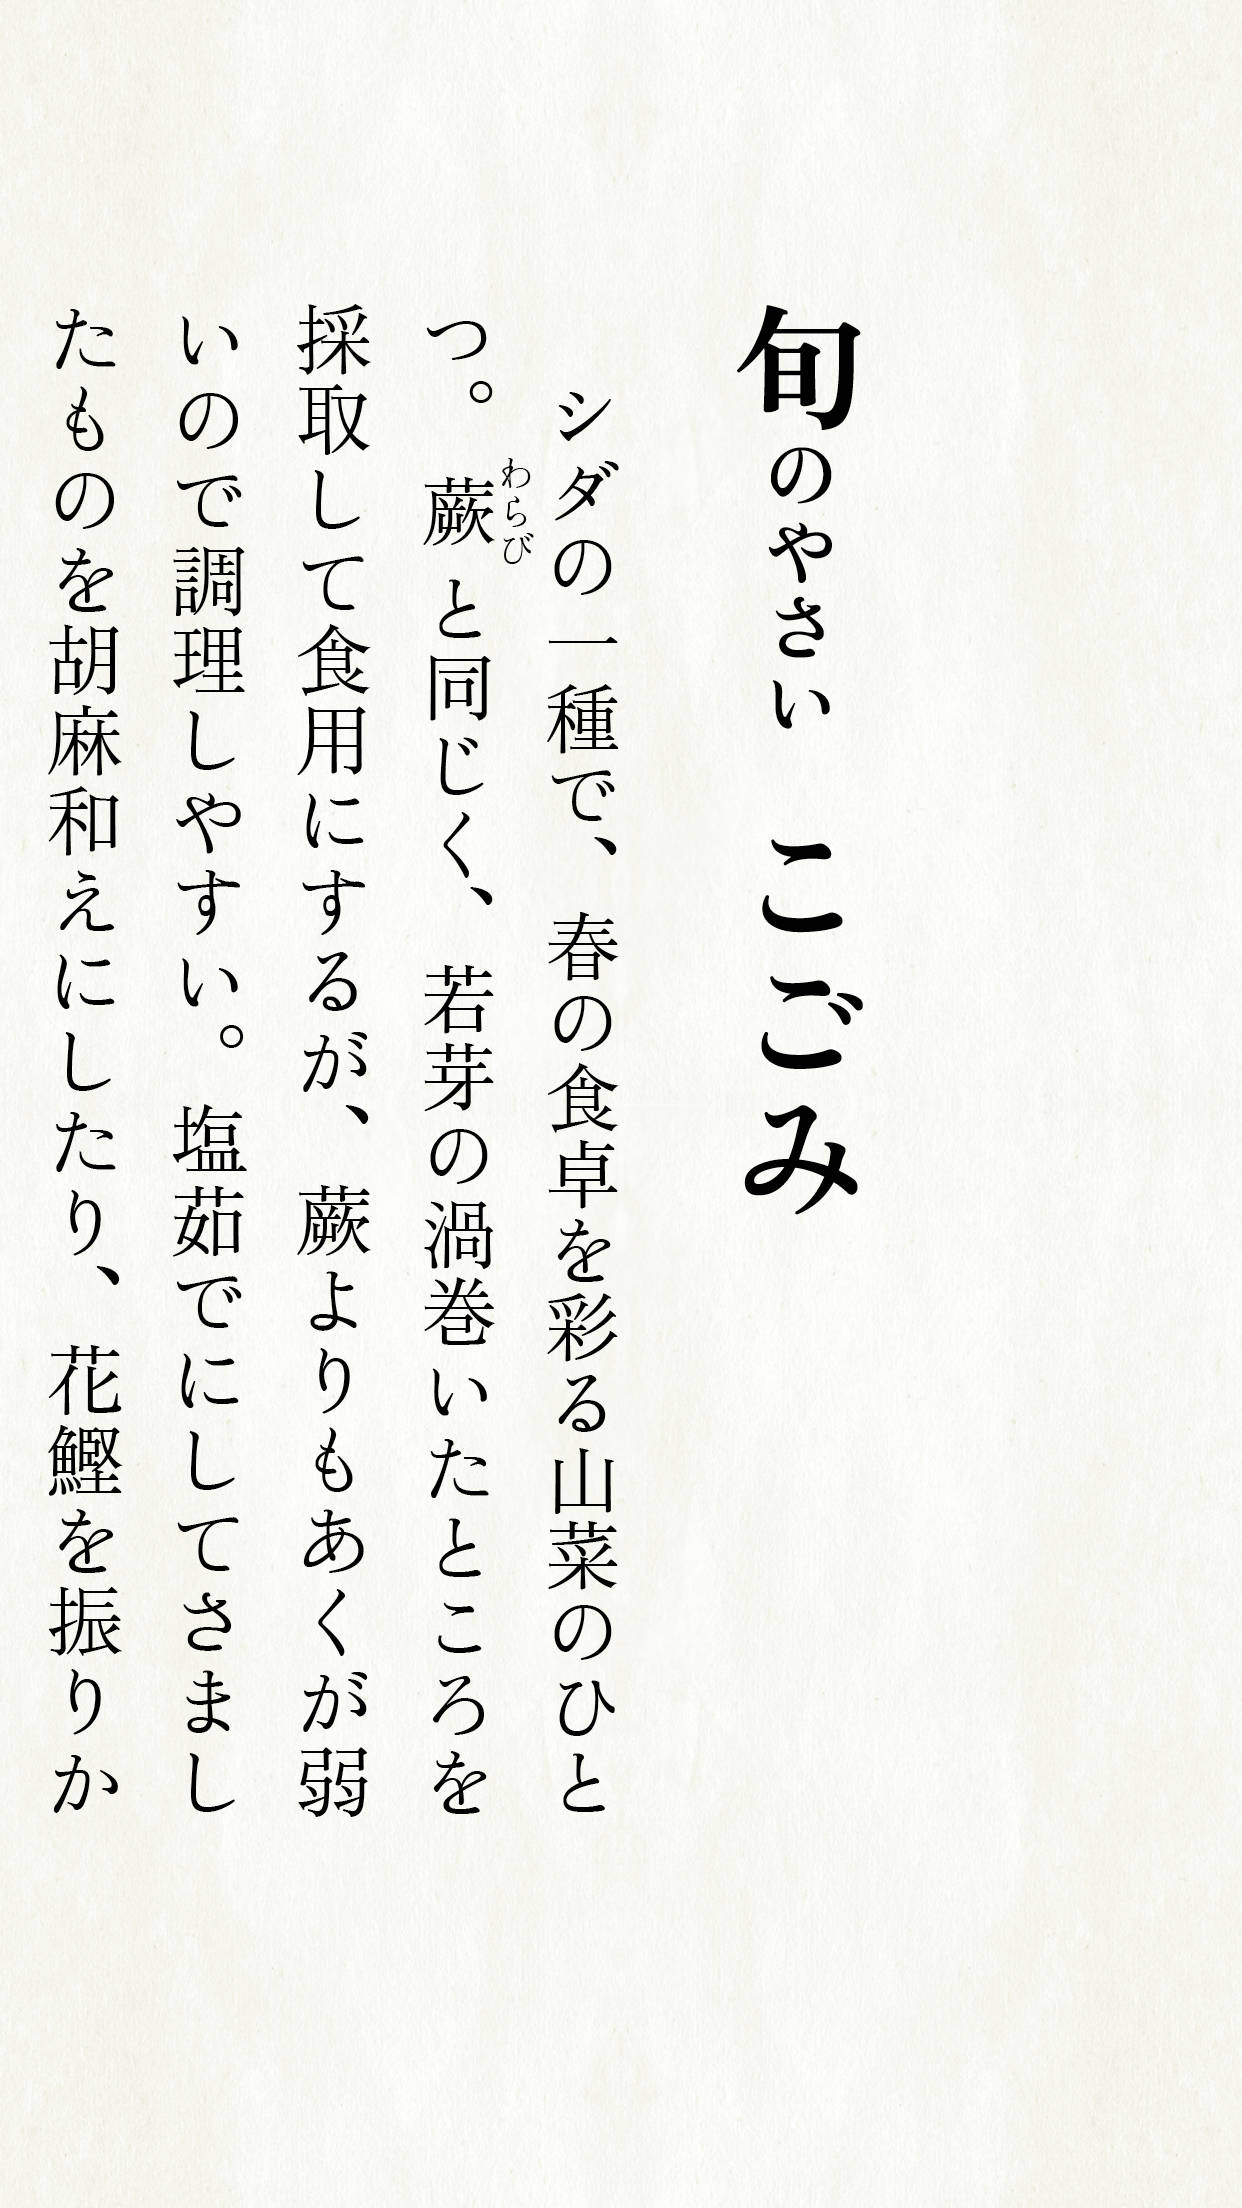 旬のやさい　こごみ
シダの一種で、春の食卓を彩る山菜のひと
つ。蕨と同じく、若芽の渦巻いたところを
わらび
採取して食用にするが、蕨よりもあくが弱
いので調理しやすい。塩茹でにしてさまし
たものを胡麻和えにしたり、花鰹を振りか